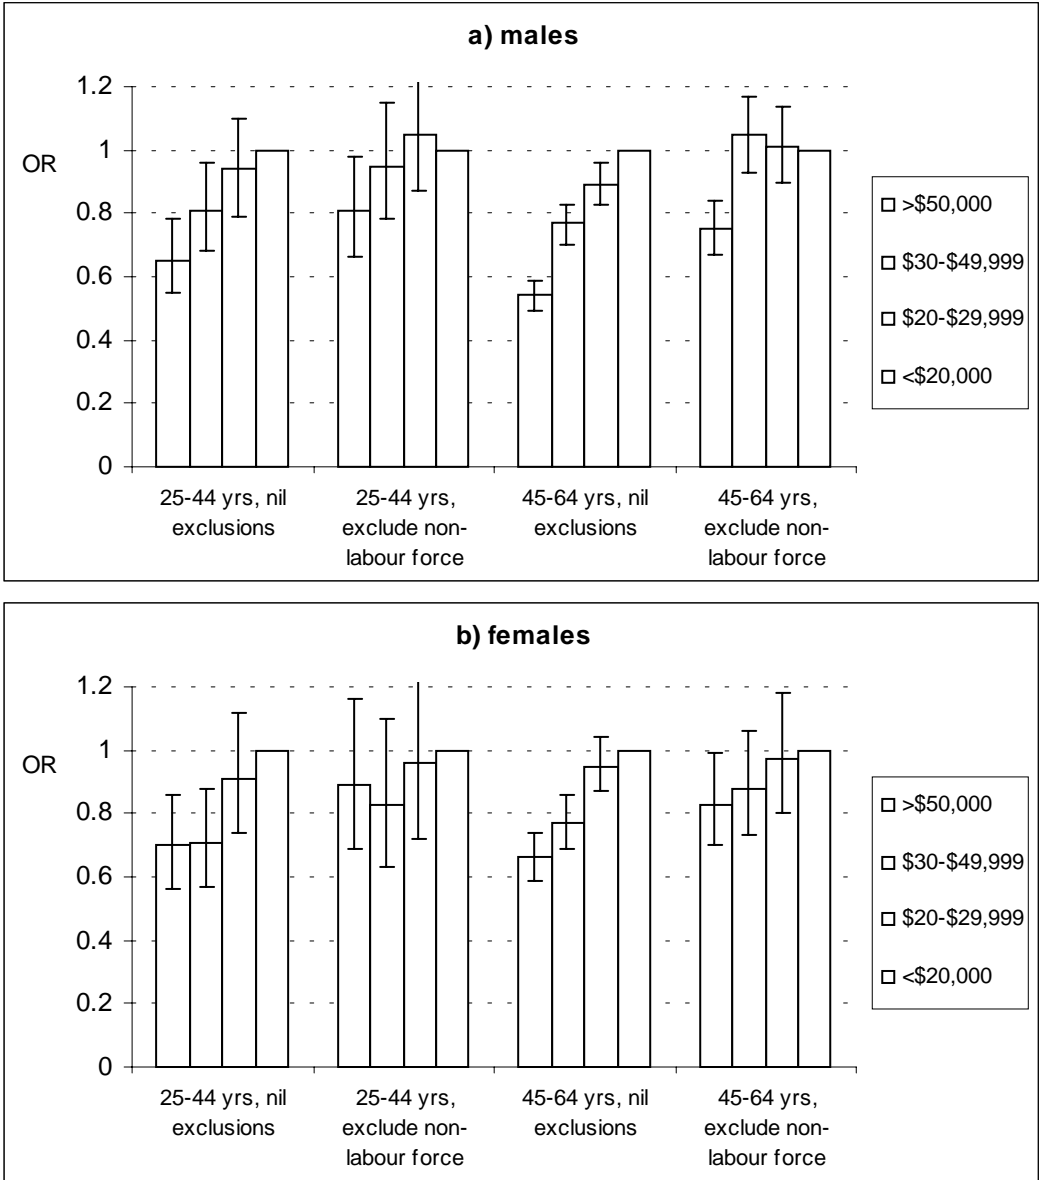 a) males
1.2
1
OR
0.8
0.6
0.4
0.2
0
25-44 yrs, nil
exclusions
25-44 yrs,
exclude non-
labour force
45-64 yrs, nil
exclusions
45-64 yrs,
exclude non-
labour force
>$50,000
$30-$49,999
$20-$29,999
<$20,000
b) females
1.2
1
OR
0.8
0.6
0.4
0.2
0
25-44 yrs, nil
exclusions
25-44 yrs,
exclude non-
labour force
45-64 yrs, nil
exclusions
45-64 yrs,
exclude non-
labour force
>$50,000
$30-$49,999
$20-$29,999
<$20,000